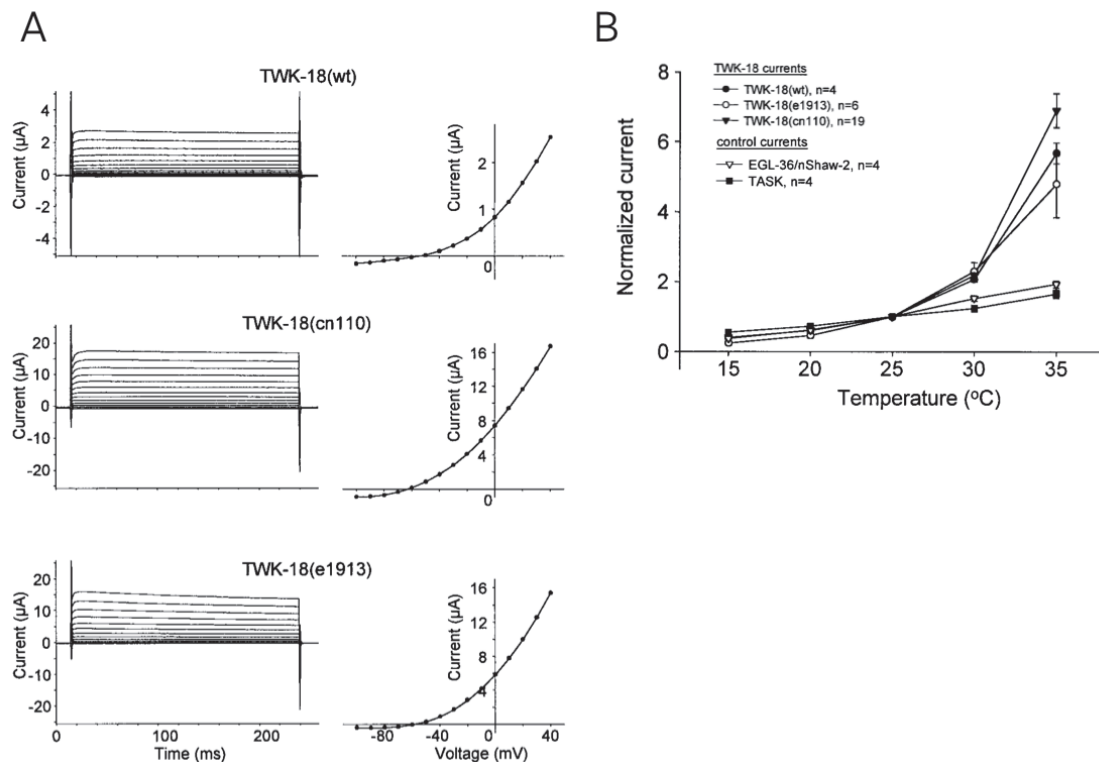 A
TWK-18(wt)
Current (µA)
4
2
0
-2
-4
Current (µA)
2
1
0
TWK-18(cn110)
Current (µA)
20
10
0
-10
-20
Current (µA)
16
12
8
4
0
TWK-18(e1913)
Current (µA)
20
10
0
-10
-20
0
100
200
Time (ms)
Current (µA)
16
12
8
4
-80
-40
0
40
Voltage (mV)
B
Normalized current
8
6
4
2
0
TWK-18 currents
TWK-18(wt), n=4
TWK-18(e1913), n=6
TWK-18(cn110), n=19
control currents
EGL-36/nShaw-2, n=4
TASK, n=4
15
20
25
30
35
Temperature (°C)